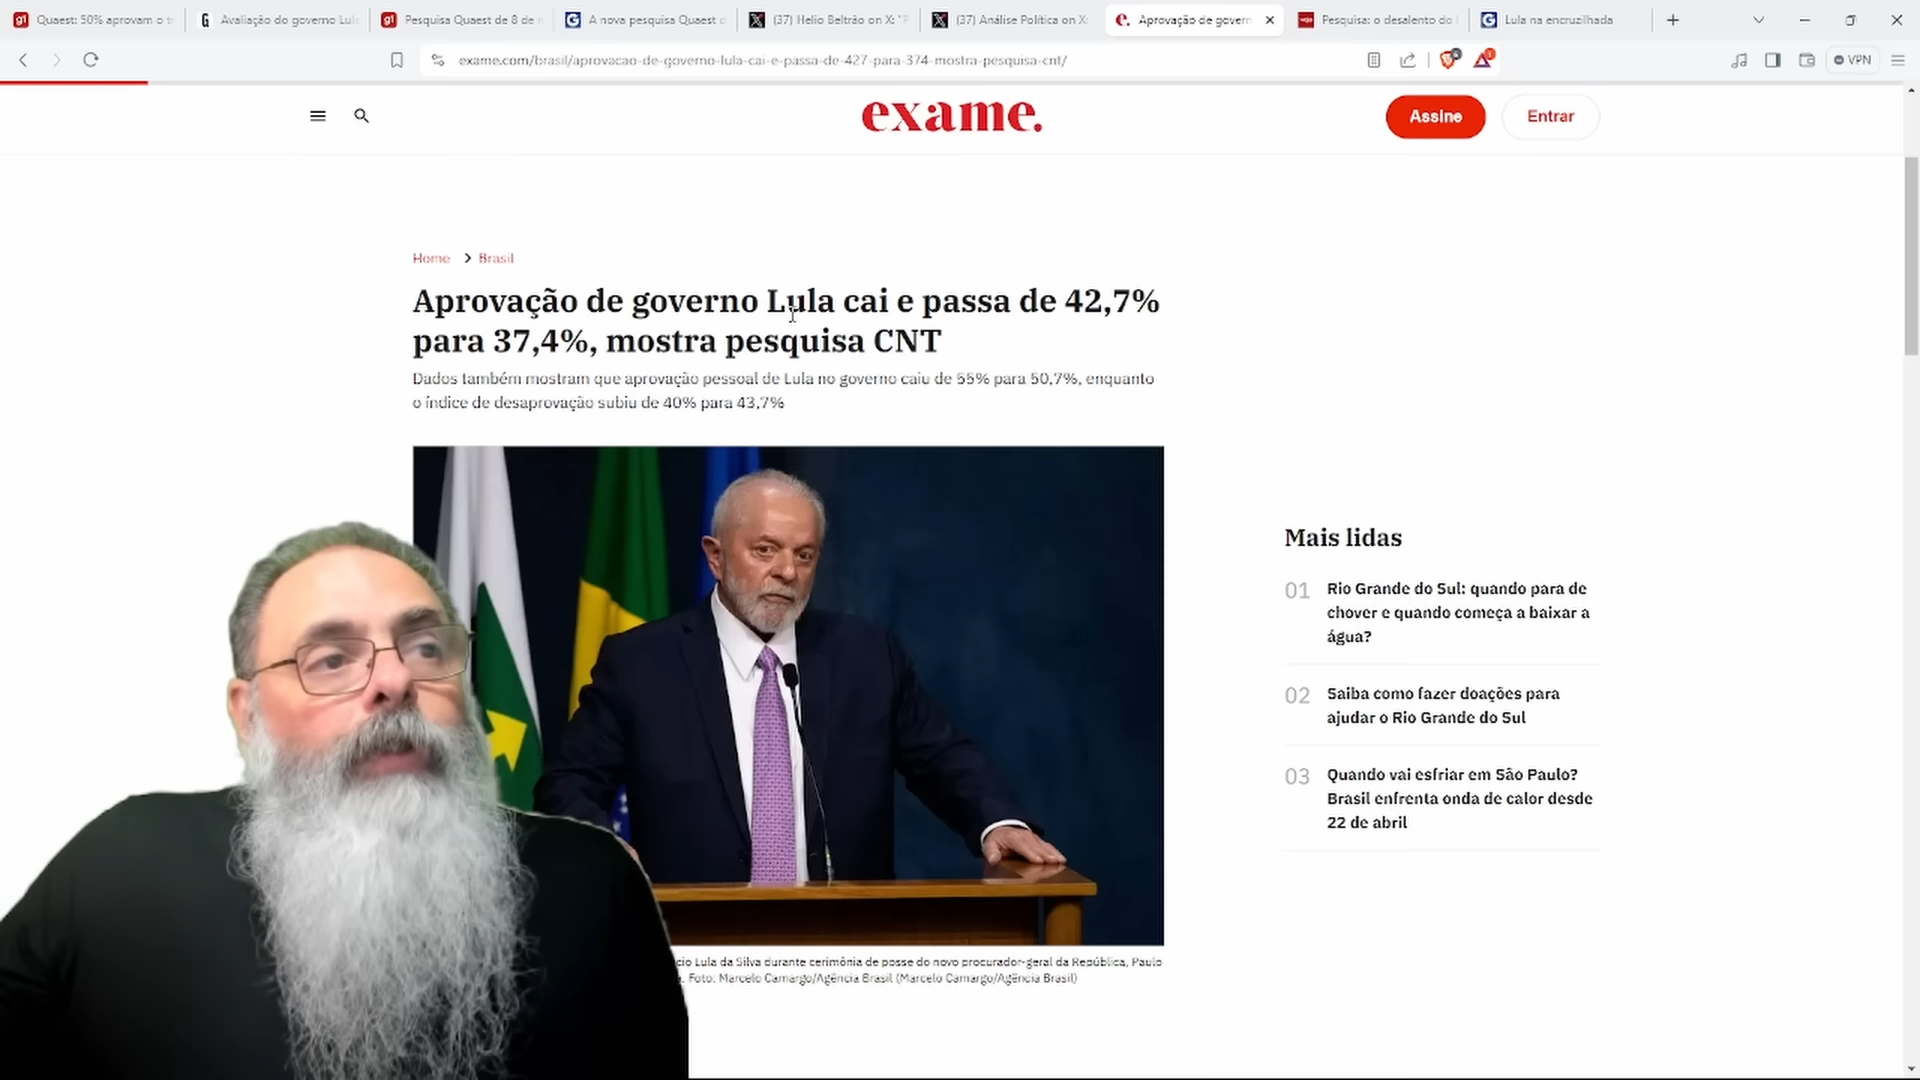 Quaest: 50% aprovam o t
Avaliação do governo Lul
Pesquisa Quaest de 8 de
A nova pesquisa Quaest
(37) Helio Beltrão on X: "P
(37) Análise Política on X:
Aprovação de govern
Pesquisa: o desalento do
Lula na encruzilhada
exame.com/brasil/aprovacao-de-governo-lula-cai-e-passa-de-427-para-374-mostra-pesquisa-cnt/
VPN
exame.
Assine
Entrar
Home > Brasil
Aprovação de governo Lula cai e passa de 42,7%
para 37,4%, mostra pesquisa CNT
Dados também mostram que aprovação pessoal de Lula no governo caiu de 55% para 50,7%, enquanto
o índice de desaprovação subiu de 40% para 43,7%
Mais lidas
01 Rio Grande do Sul: quando para de
chover e quando começa a baixar a
água?
02 Saiba como fazer doações para
ajudar o Rio Grande do Sul
03 Quando vai esfriar em São Paulo?
Brasil enfrenta onda de calor desde
22 de abril
cio Lula da Silva durante cerimônia de posse do novo procurador-geral da República, Paulo
Foto: Marcelo Camargo/Agência Brasil (Marcelo Camargo/Agência Brasil)